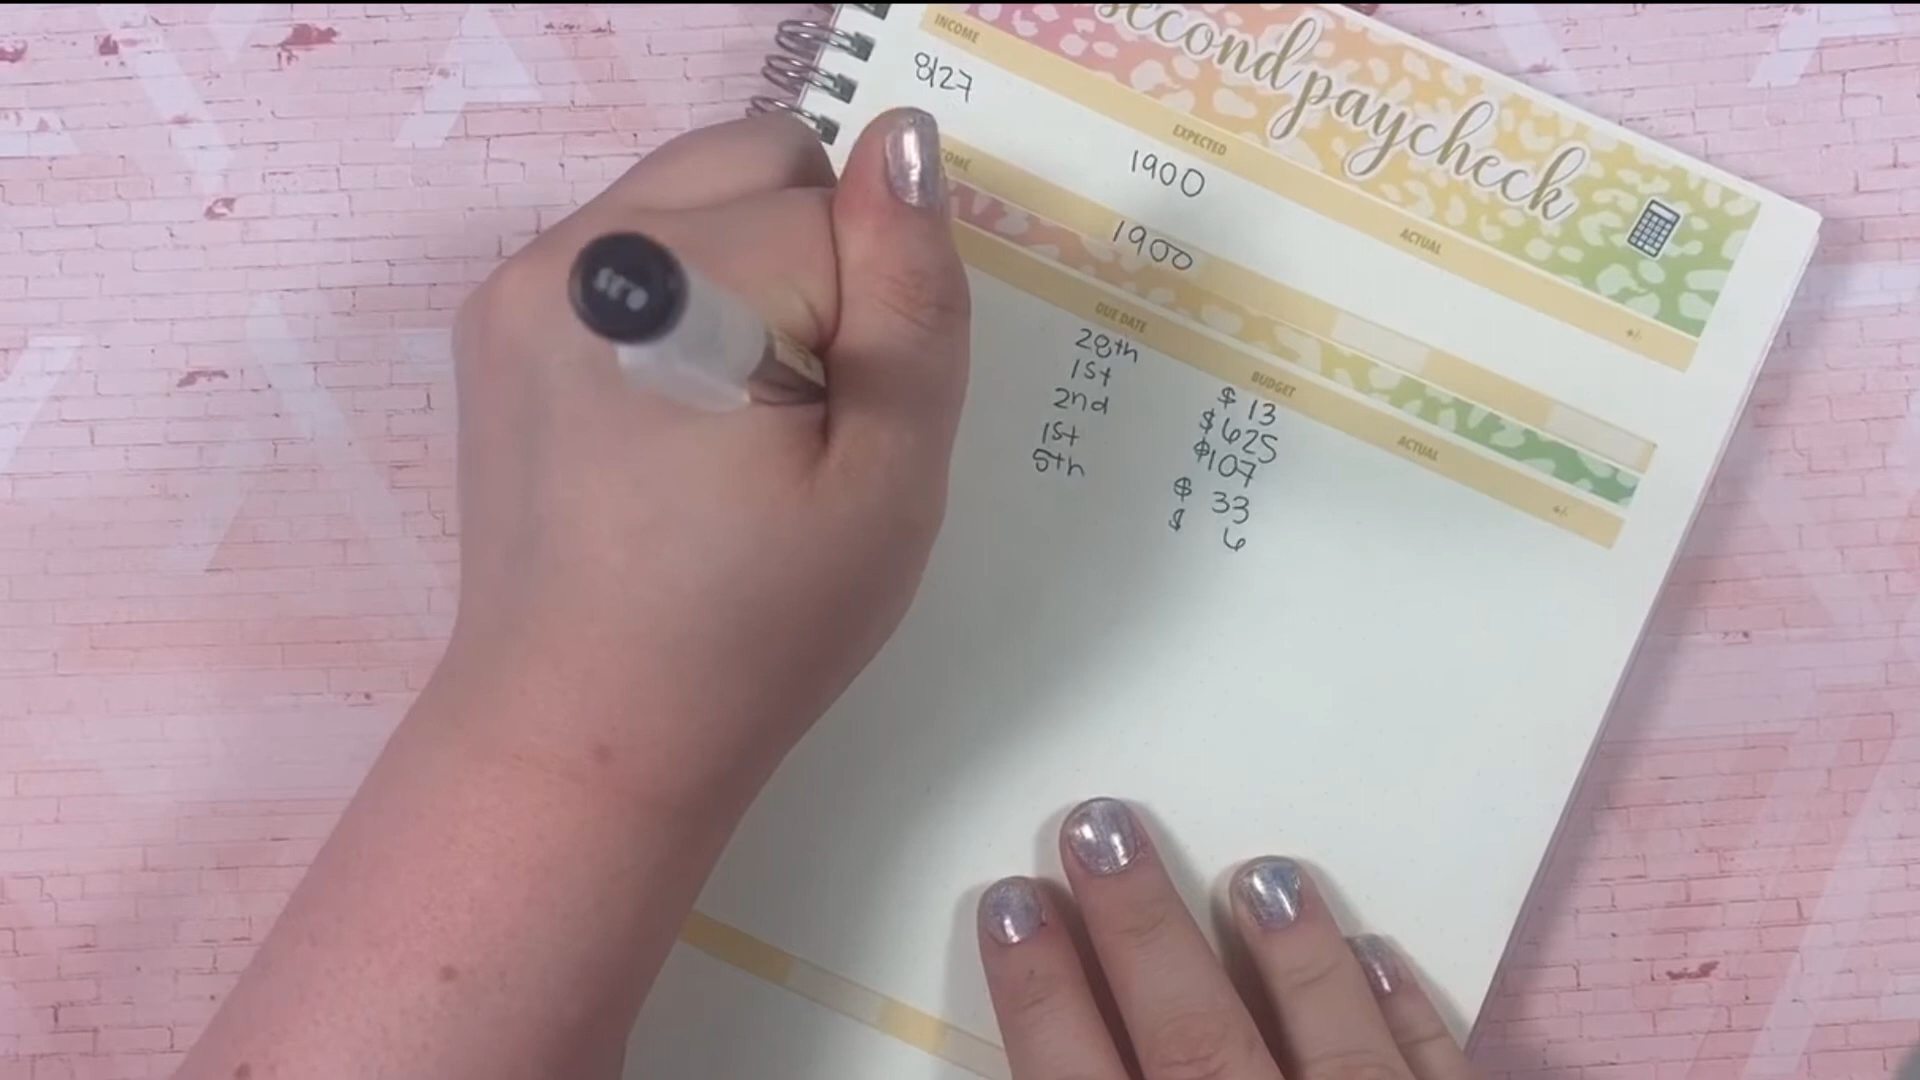 second paycheck
INCOME EXPECTED ACTUAL +/-
8/27 1900
COME 1900
DUE DATE BUDGET ACTUAL +/-
28th $ 13
1st $625
2nd $107
1st $ 33
5th $ 6